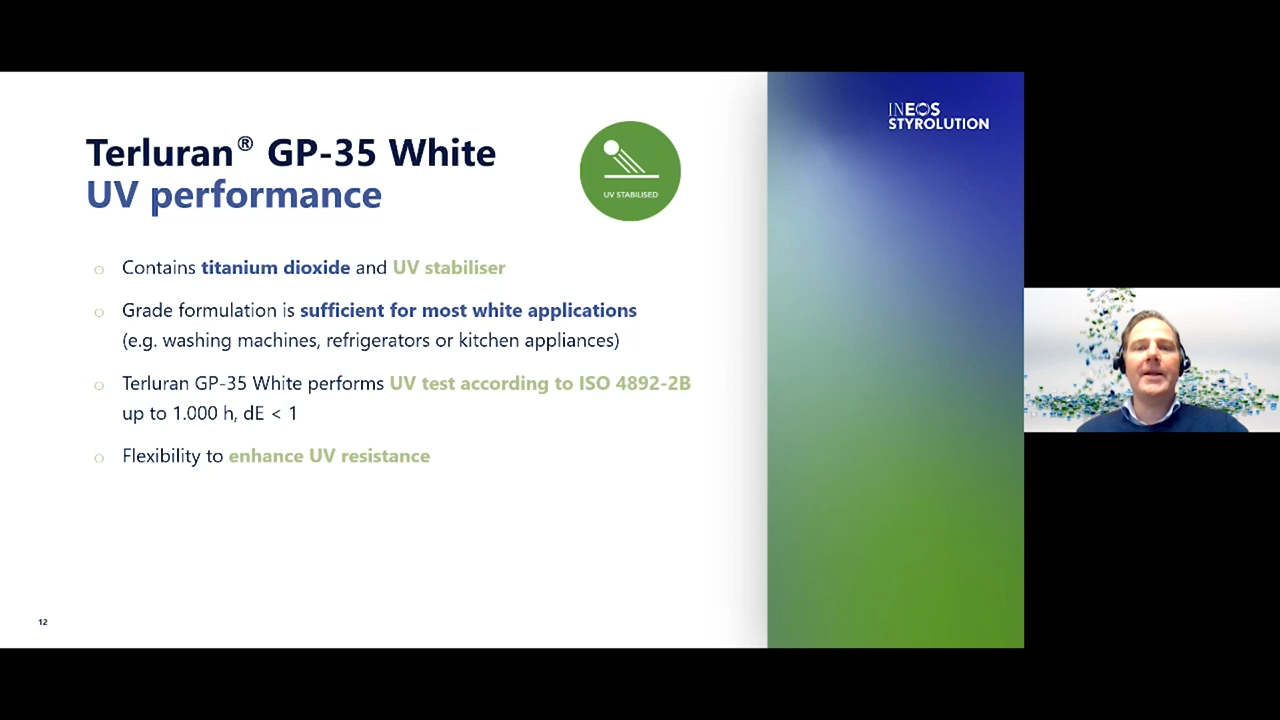 INEOS
STYROLUTION
Terluran® GP-35 White
UV performance
UV STABILISED
o Contains titanium dioxide and UV stabiliser
o Grade formulation is sufficient for most white applications
(e.g. washing machines, refrigerators or kitchen appliances)
o Terluran GP-35 White performs UV test according to ISO 4892-2B
up to 1.000 h, dE < 1
o Flexibility to enhance UV resistance
12